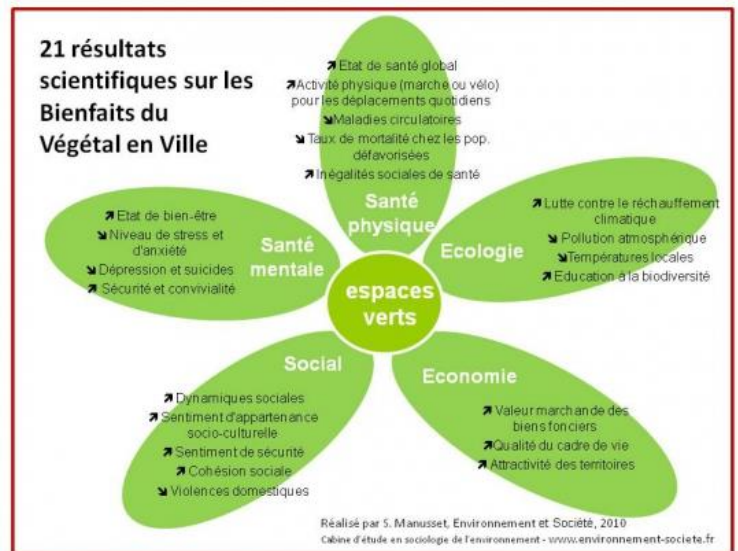 21 résultats
scientifiques sur les
Bienfaits du
Végétal en Ville
↗ Etat de santé global
↗Activité physique (marche ou vélo)
pour les déplacements quotidiens
↘Maladies circulatoires
↘ Taux de mortalité chez les pop.
défavorisées
↗ Inégalités sociales de santé
Santé
physique
↗ Lutte contre le réchauffement
climatique
↘ Pollution atmosphérique
↘Températures locales
↗ Education à la biodiversité
Ecologie
↗ Etat de bien-être
↘ Niveau de stress et
d'anxiété
↘ Dépression et suicides
↗ Sécurité et convivialité
Santé
mentale
espaces
verts
Social
↗ Dynamiques sociales
↗ Sentiment d'appartenance
socio-culturelle
↗ Sentiment de sécurité
↗ Cohésion sociale
↘ Violences domestiques
Economie
↗ Valeur marchande des
biens fonciers
↗Qualité du cadre de vie
↗ Attractivité des territoires
Réalisé par S. Manusset, Environnement et Société, 2010
Cabine d'étude en sociologie de l'environnement - www.environnement-societe.fr